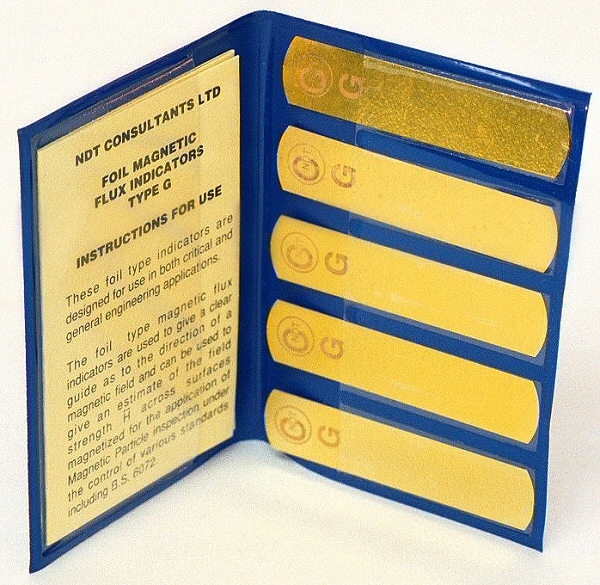 NDT CONSULTANTS LTD
FOIL MAGNETIC
FLUX INDICATORS
TYPE G
INSTRUCTIONS FOR USE
These foil type indicators are
designed for use in both critical and
general engineering applications.
The foil type magnetic flux
indicators are used to give a clear
guide as to the direction of a
magnetic field and can be used to
give an estimate of the field
strength H across surfaces
magnetized for the application of
Magnetic Particle inspection under
the control of various standards
including B.S. 6072.
G
G
G
G
G